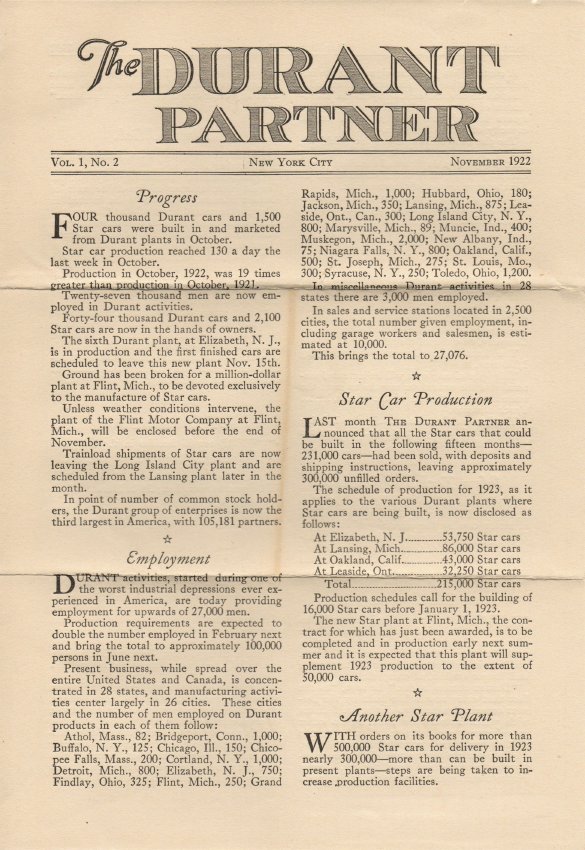 The DURANT
PARTNER
VOL. 1, NO. 2 NEW YORK CITY NOVEMBER 1922
Progress
FOUR thousand Durant cars and 1,500
Star cars were built in and marketed
from Durant plants in October.
Star car production reached 130 a day the
last week in October.
Production in October, 1922, was 19 times
greater than production in October, 1921.
Twenty-seven thousand men are now em-
ployed in Durant activities.
Forty-four thousand Durant cars and 2,100
Star cars are now in the hands of owners.
The sixth Durant plant, at Elizabeth, N. J.,
is in production and the first finished cars are
scheduled to leave this new plant Nov. 15th.
Ground has been broken for a million-dollar
plant at Flint, Mich., to be devoted exclusively
to the manufacture of Star cars.
Unless weather conditions intervene, the
plant of the Flint Motor Company at Flint,
Mich., will be enclosed before the end of
November.
Trainload shipments of Star cars are now
leaving the Long Island City plant and are
scheduled from the Lansing plant later in the
month.
In point of number of common stock hold-
ers, the Durant group of enterprises is now the
third largest in America, with 105,181 partners.
☆
Employment
DURANT activities, started during one of
the worst industrial depressions ever ex-
perienced in America, are today providing
employment for upwards of 27,000 men.
Production requirements are expected to
double the number employed in February next
and bring the total to approximately 100,000
persons in June next.
Present business, while spread over the
entire United States and Canada, is concen-
trated in 28 states, and manufacturing activi-
ties center largely in 26 cities. These cities
and the number of men employed on Durant
products in each of them follow:
Athol, Mass., 82; Bridgeport, Conn., 1,000;
Buffalo, N. Y., 125; Chicago, Ill., 150; Chico-
pee Falls, Mass., 200; Cortland, N. Y., 1,000;
Detroit, Mich., 800; Elizabeth, N. J., 750;
Findlay, Ohio, 325; Flint, Mich., 250; Grand
Rapids, Mich., 1,000; Hubbard, Ohio, 180;
Jackson, Mich., 350; Lansing, Mich., 875; Lea-
side, Ont., Can., 300; Long Island City, N. Y.,
800; Marysville, Mich., 89; Muncie, Ind., 400;
Muskegon, Mich., 2,000; New Albany, Ind.,
75; Niagara Falls, N. Y., 800; Oakland, Calif.,
500; St. Joseph, Mich., 275; St. Louis, Mo.,
300; Syracuse, N. Y., 250; Toledo, Ohio, 1,200.
In miscellaneous Durant activities in 28
states there are 3,000 men employed.
In sales and service stations located in 2,500
cities, the total number given employment, in-
cluding garage workers and salesmen, is esti-
mated at 10,000.
This brings the total to 27,076.
☆
Star Car Production
LAST month THE DURANT PARTNER an-
nounced that all the Star cars that could
be built in the following fifteen months—
231,000 cars—had been sold, with deposits and
shipping instructions, leaving approximately
300,000 unfilled orders.
The schedule of production for 1923, as it
applies to the various Durant plants where
Star cars are being built, is now disclosed as
follows:
At Elizabeth, N. J............53,750 Star cars
At Lansing, Mich............86,000 Star cars
At Oakland, Calif............43,000 Star cars
At Leaside, Ont............32,250 Star cars
Total............215,000 Star cars
Production schedules call for the building of
16,000 Star cars before January 1, 1923.
The new Star plant at Flint, Mich., the con-
tract for which has just been awarded, is to be
completed and in production early next sum-
mer and it is expected that this plant will sup-
plement 1923 production to the extent of
50,000 cars.
☆
Another Star Plant
WITH orders on its books for more than
500,000 Star cars for delivery in 1923
nearly 300,000—more than can be built in
present plants—steps are being taken to in-
crease production facilities.